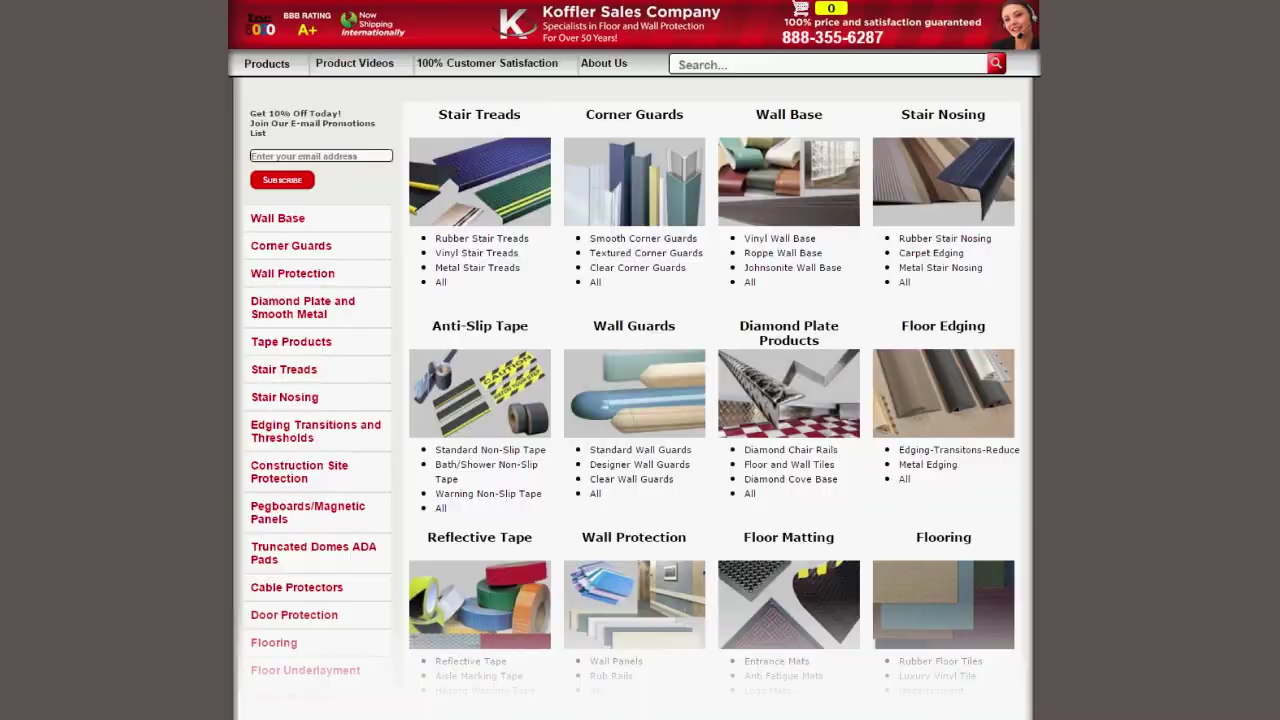 Inc
5000
BBB RATING
A+
Now
Shipping
Internationally
Koffler Sales Company
Specialists in Floor and Wall Protection
For Over 50 Years!
0
100% price and satisfaction guaranteed
888-355-6287
Products
Product Videos
100% Customer Satisfaction
About Us
Search...
Get 10% Off Today!
Join Our E-mail Promotions
List
Enter your email address
Subscribe
Wall Base
Corner Guards
Wall Protection
Diamond Plate and
Smooth Metal
Tape Products
Stair Treads
Stair Nosing
Edging Transitions and
Thresholds
Construction Site
Protection
Pegboards/Magnetic
Panels
Truncated Domes ADA
Pads
Cable Protectors
Door Protection
Flooring
Floor Underlayment
Stair Treads
Rubber Stair Treads
Vinyl Stair Treads
Metal Stair Treads
All
Corner Guards
Smooth Corner Guards
Textured Corner Guards
Clear Corner Guards
All
Wall Base
Vinyl Wall Base
Roppe Wall Base
Johnsonite Wall Base
All
Stair Nosing
Rubber Stair Nosing
Carpet Edging
Metal Stair Nosing
All
Anti-Slip Tape
CAUTION
Standard Non-Slip Tape
Bath/Shower Non-Slip
Tape
Warning Non-Slip Tape
All
Wall Guards
Standard Wall Guards
Designer Wall Guards
Clear Wall Guards
All
Diamond Plate
Products
Diamond Chair Rails
Floor and Wall Tiles
Diamond Cove Base
All
Floor Edging
Edging-Transitons-Reduce
Metal Edging
All
Reflective Tape
Reflective Tape
Aisle Marking Tape
Hazard Warning Tape
Wall Protection
Wall Panels
Rub Rails
All
Floor Matting
Entrance Mats
Anti Fatigue Mats
Logo Mats
Flooring
Rubber Floor Tiles
Luxury Vinyl Tile
Underlayment